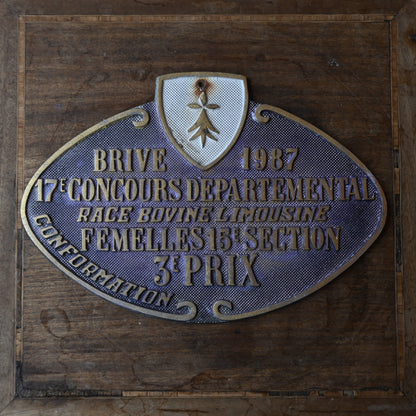 BRIVE 1987
17E CONCOURS DEPARTEMENTAL
RACE BOVINE LIMOUSINE
FEMELLES 15E SECTION
3E PRIX
CONFORMATION